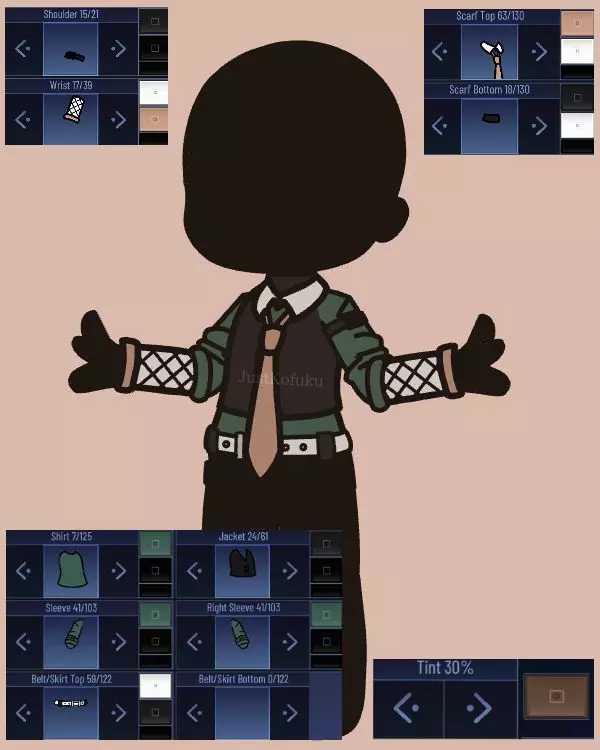 Shoulder 15/21
Scarf Top 63/130
Wrist 17/39
Scarf Bottom 18/130
JustKofuku
Shirt 7/125
Jacket 24/61
Sleeve 41/103
Right Sleeve 41/103
Belt/Skirt Top 59/122
Belt/Skirt Bottom 0/122
Tint 30%